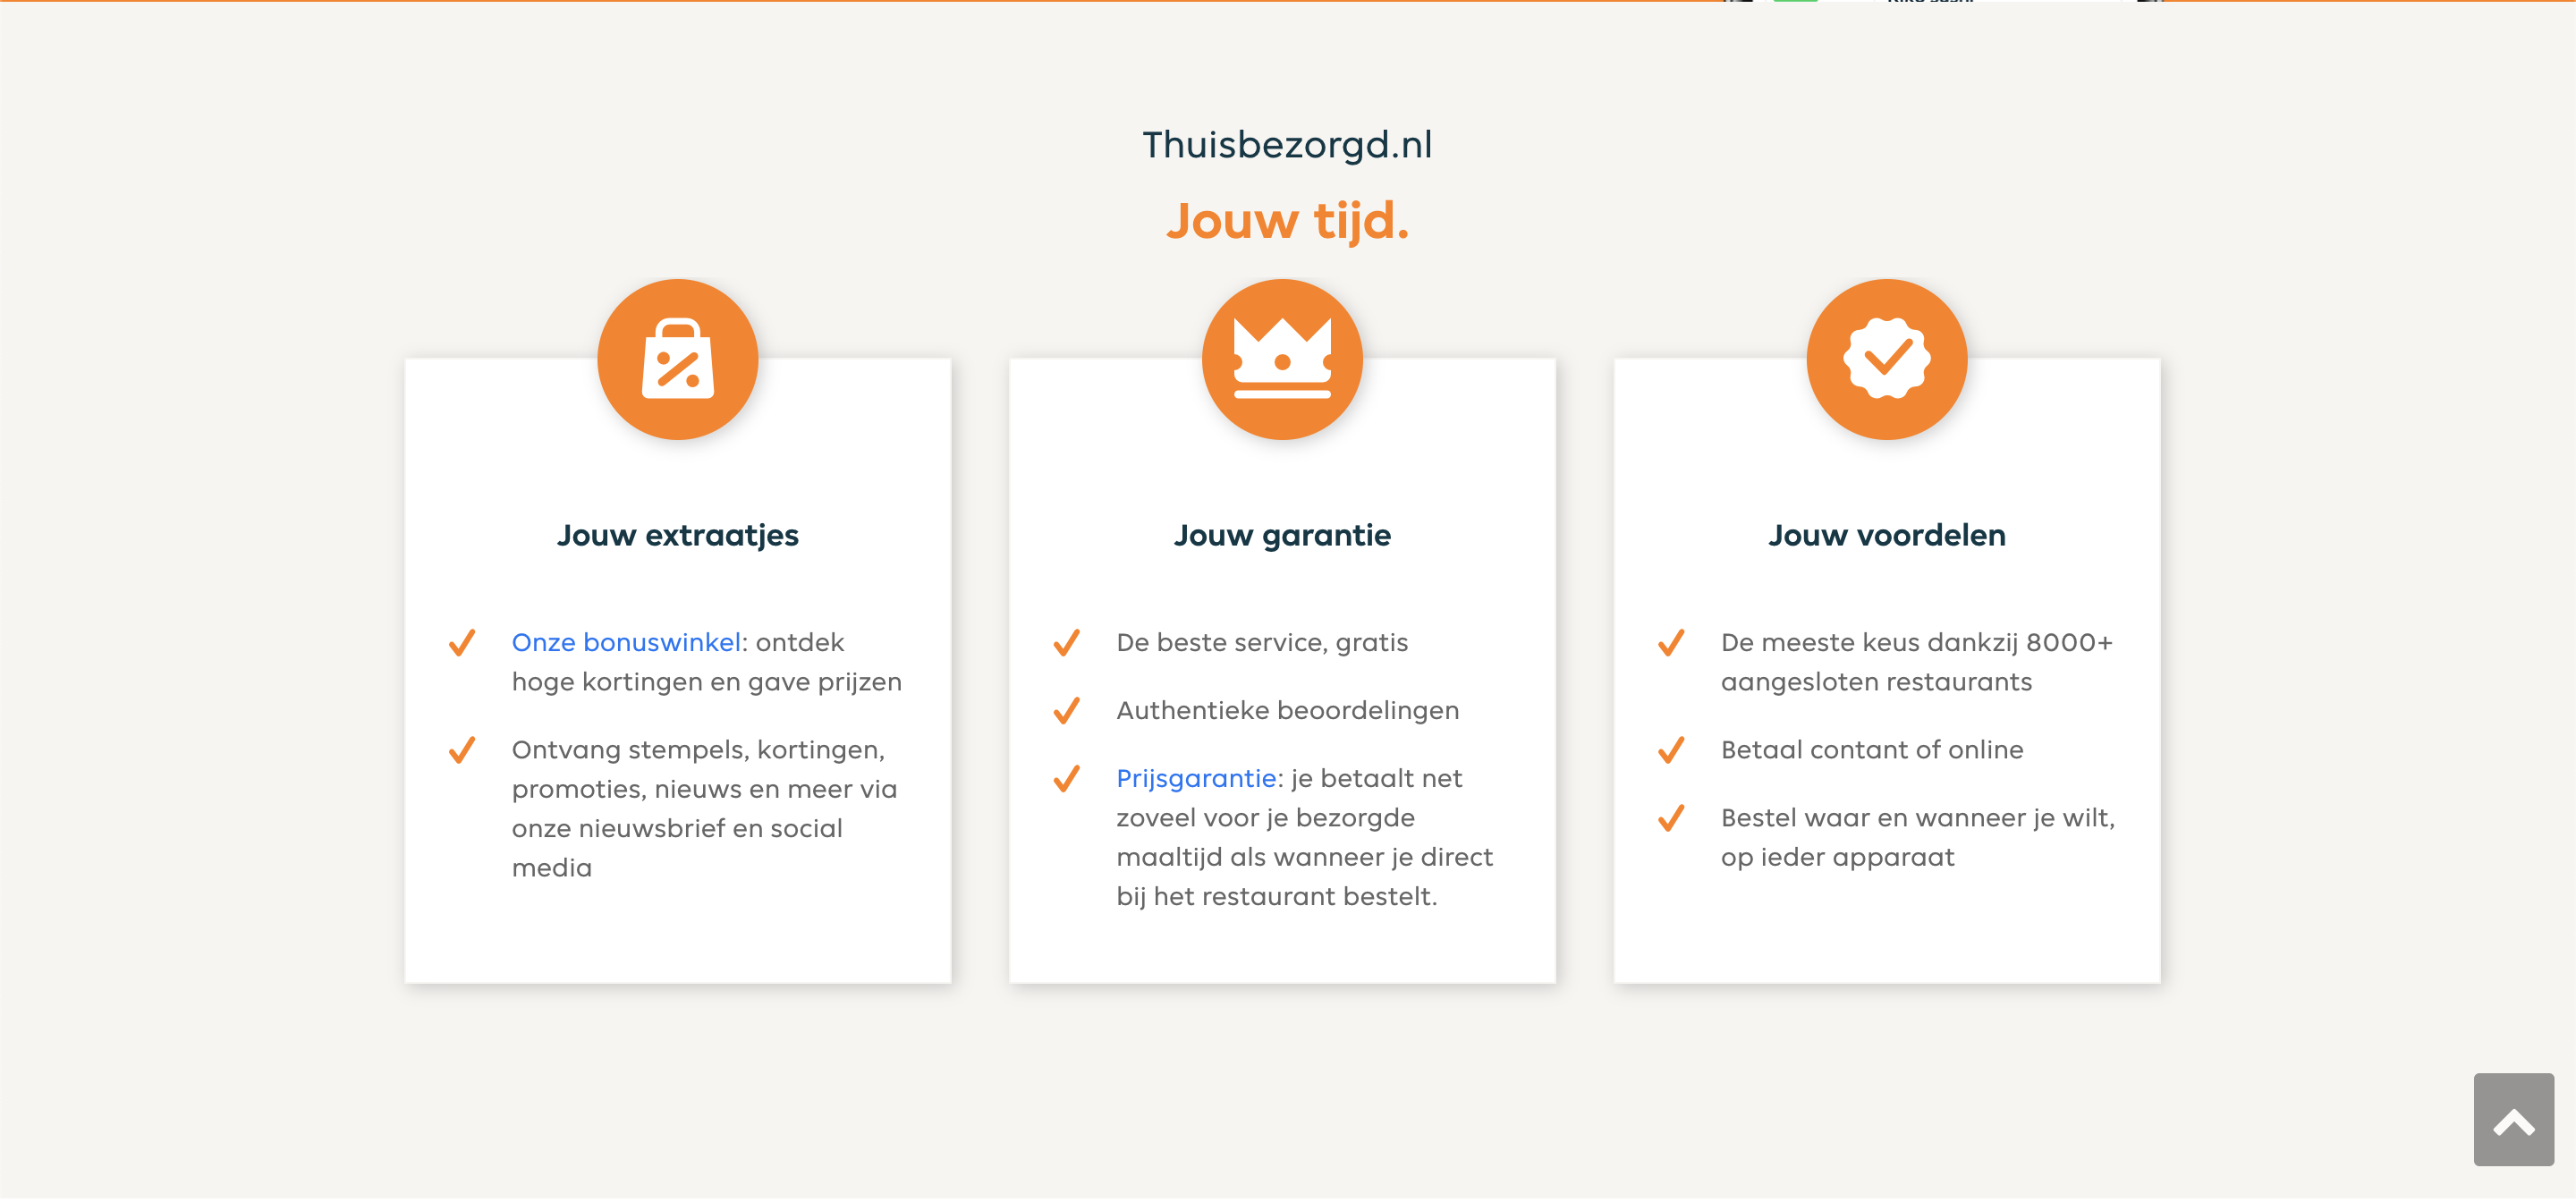 Thuisbezorgd.nl
Jouw tijd.
Jouw extraatjes
Onze bonuswinkel: ontdek
hoge kortingen en gave prijzen
Ontvang stempels, kortingen,
promoties, nieuws en meer via
onze nieuwsbrief en social
media
Jouw garantie
De beste service, gratis
Authentieke beoordelingen
Prijsgarantie: je betaalt net
zoveel voor je bezorgde
maaltijd als wanneer je direct
bij het restaurant bestelt.
Jouw voordelen
De meeste keus dankzij 8000+
aangesloten restaurants
Betaal contant of online
Bestel waar en wanneer je wilt,
op ieder apparaat